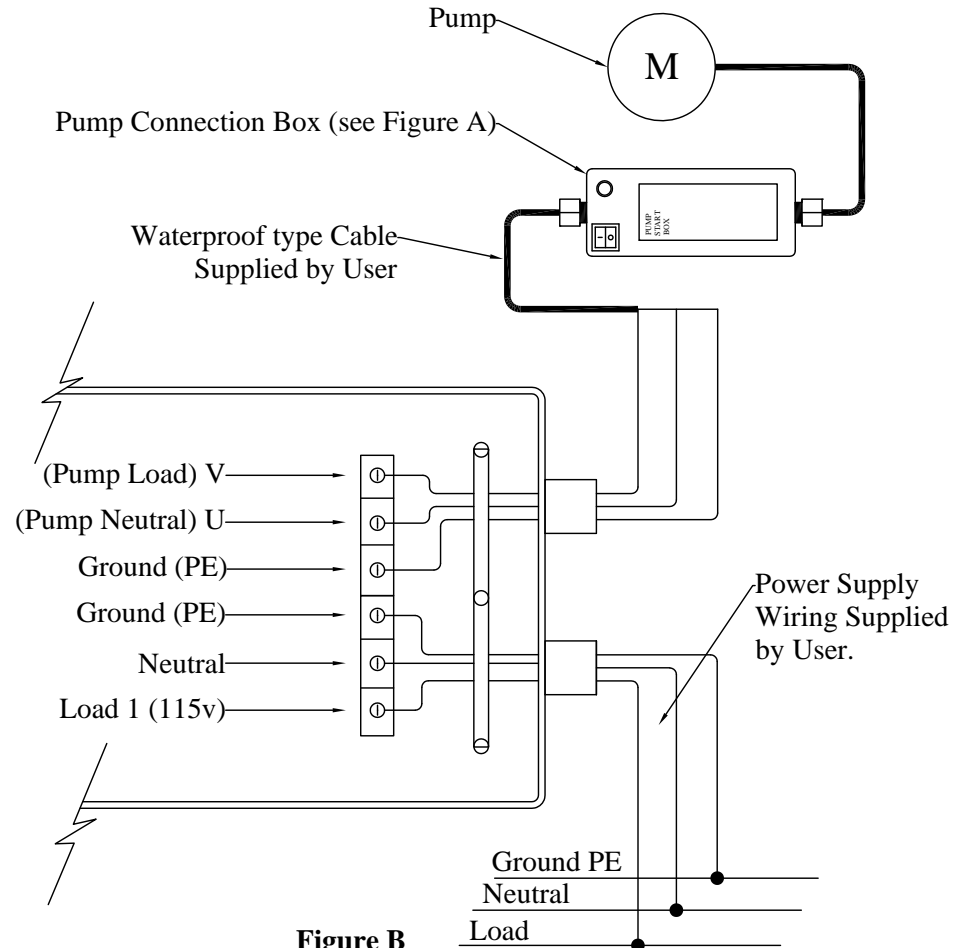 Pump
M
Pump Connection Box (see Figure A)
PUMP
START
BOX
I O
Waterproof type Cable
Supplied by User
(Pump Load) V
(Pump Neutral) U
Ground (PE)
Ground (PE)
Neutral
Load 1 (115v)
Power Supply
Wiring Supplied
by User.
Ground PE
Neutral
Load
Figure B